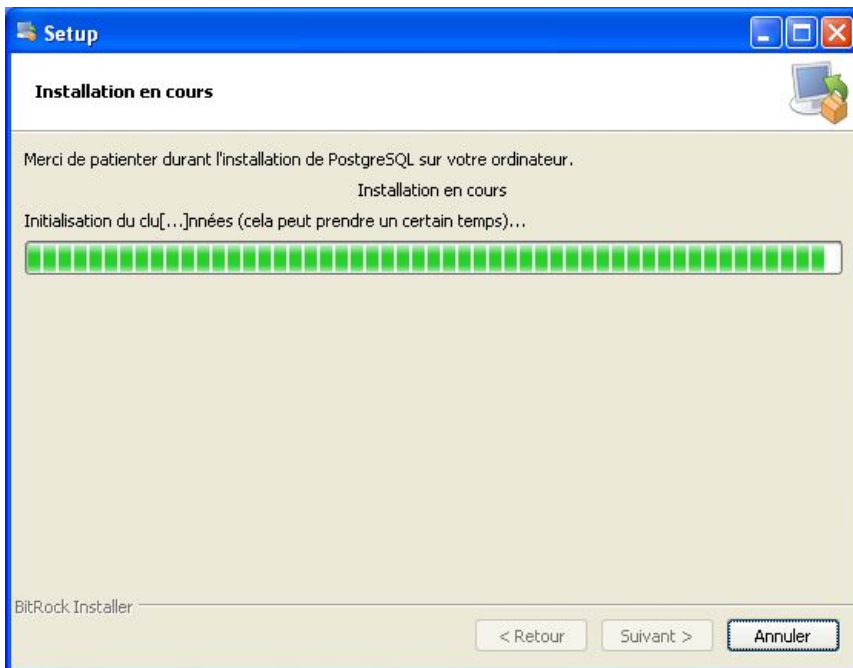 Setup
Installation en cours
Merci de patienter durant l'installation de PostgreSQL sur votre ordinateur.
Installation en cours
Initialisation du clu[...]nnées (cela peut prendre un certain temps)...
BitRock Installer
< Retour Suivant > Annuler